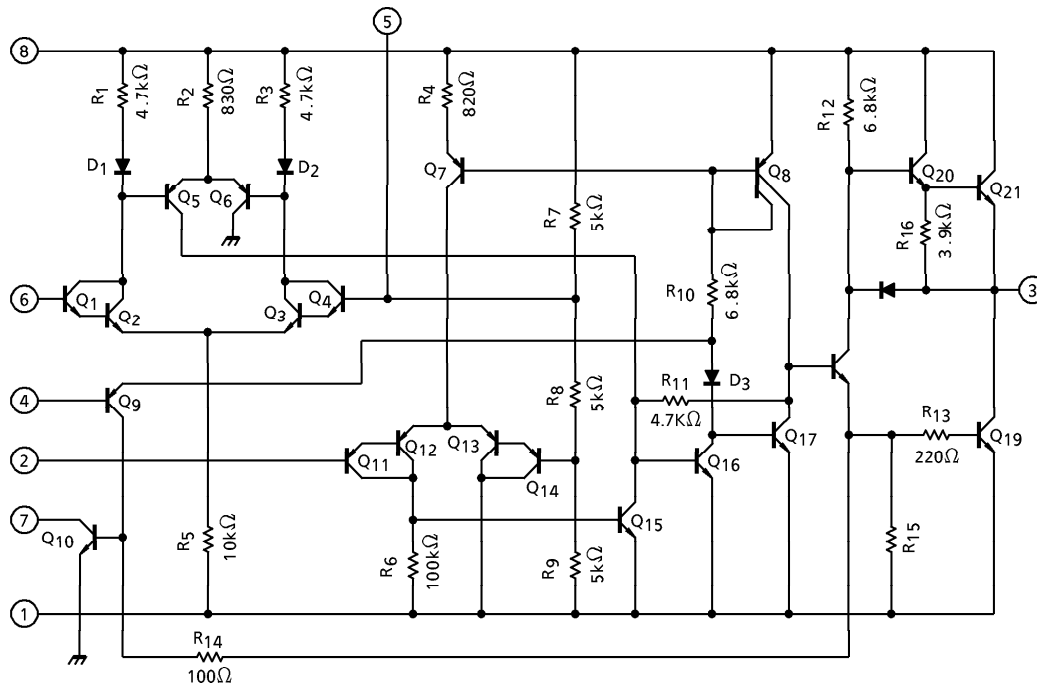 5
8
R1
4.7kΩ
R2
830Ω
R3
4.7kΩ
R4
820Ω
R12
6.8kΩ
D1
D2
Q5
Q6
Q7
Q8
Q20
Q21
R7
5kΩ
R16
3.9kΩ
R10
6.8kΩ
6
Q1
Q2
Q3
Q4
3
4
Q9
R8
5kΩ
R11
4.7KΩ
D3
R13
220Ω
Q12
Q13
Q17
Q19
2
Q11
Q14
Q16
7
Q10
R5
10kΩ
R6
100kΩ
R9
5kΩ
Q15
R15
1
R14
100Ω